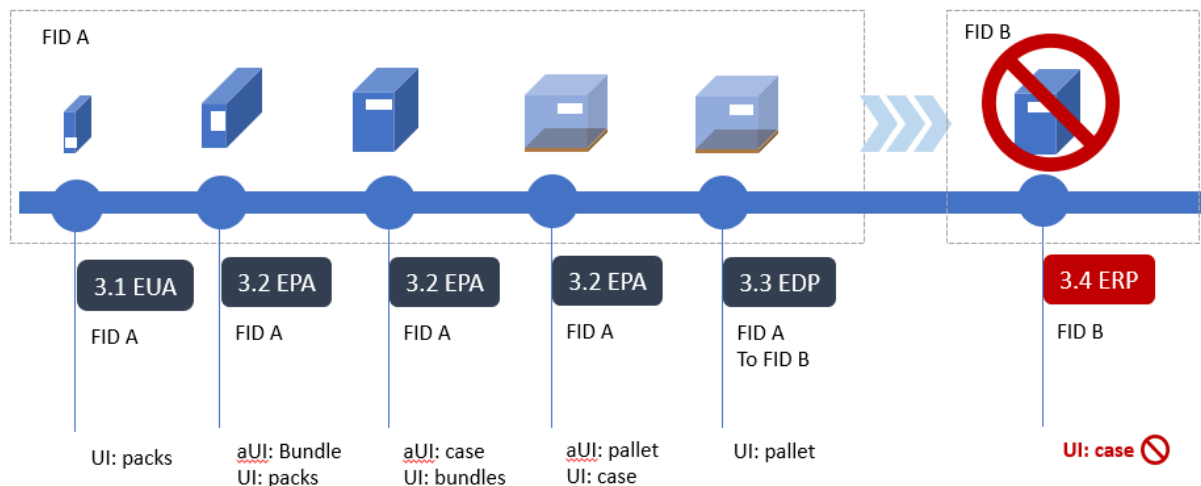 FID A
FID B
3.1 EUA
3.2 EPA
3.2 EPA
3.2 EPA
3.3 EDP
3.4 ERP
FID A
FID A
FID A
FID A
FID A
To FID B
FID B
UI: packs
aUI: Bundle
UI: packs
aUI: case
UI: bundles
aUI: pallet
UI: case
UI: pallet
UI: case